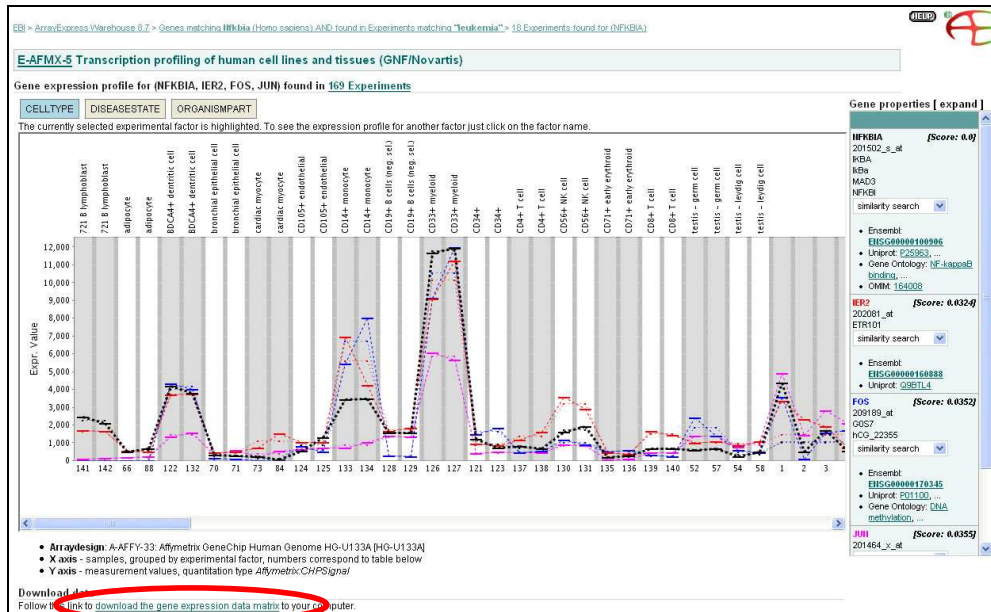 HELP
EBI > ArrayExpress Warehouse 8.7 > Genes matching Nfkbia (Homo sapiens) AND found in Experiments matching "leukemia" > 18 Experiments found for (NFKBIA)
E-AFMX-5 Transcription profiling of human cell lines and tissues (GNF/Novartis)
Gene expression profile for (NFKBIA, IER2, FOS, JUN) found in 169 Experiments
CELLTYPE DISEASESTATE ORGANISMPART
The currently selected experimental factor is highlighted. To see the expression profile for another factor just click on the factor name.
721 B lymphoblast
721 B lymphoblast
adipocyte
adipocyte
BDCA4+ dentritic cell
BDCA4+ dentritic cell
bronchial epithelial cell
bronchial epithelial cell
cardiac myocyte
cardiac myocyte
CD105+ endothelial
CD105+ endothelial
CD14+ monocyte
CD14+ monocyte
CD19+ B cells (neg. sel.)
CD19+ B cells (neg. sel.)
CD33+ myeloid
CD33+ myeloid
CD34+
CD34+
CD4+ T cell
CD4+ T cell
CD56+ NK cell
CD56+ NK cell
CD71+ early erythroid
CD71+ early erythroid
CD8+ T cell
CD8+ T cell
testis - germ cell
testis - germ cell
testis - leydig cell
testis - leydig cell
Expr. Value
12,000
11,000
10,000
9,000
8,000
7,000
6,000
5,000
4,000
3,000
2,000
1,000
0
141 142 66 88 122 132 70 71 73 84 124 125 133 134 128 129 126 127 121 123 137 138 130 131 135 136 139 140 52 57 54 58 1 2 3
Arraydesign: A-AFFY-33: Affymetrix GeneChip Human Genome HG-U133A [HG-U133A]
X axis - samples, grouped by experimental factor, numbers correspond to table below
Y axis - measurement values, quantitation type Affymetrix:CHPSignal
Gene properties [ expand ]
NFKBIA [Score: 0.0]
201502_s_at
IKBA
IkBa
MAD3
NFKBI
similarity search
Ensembl:
ENSG00000100906
Uniprot: P25963, ...
Gene Ontology: NF-kappaB
binding, ...
OMIM: 164008
IER2 [Score: 0.0324]
202081_at
ETR101
similarity search
Ensembl:
ENSG00000160888
Uniprot: Q9BTL4
FOS [Score: 0.0352]
209189_at
G0S7
hCG_22355
similarity search
Ensembl:
ENSG00000170345
Uniprot: P01100, ...
Gene Ontology: DNA
methylation, ...
JUN [Score: 0.0355]
201464_x_at
Download data
Follow this link to download the gene expression data matrix to your computer.